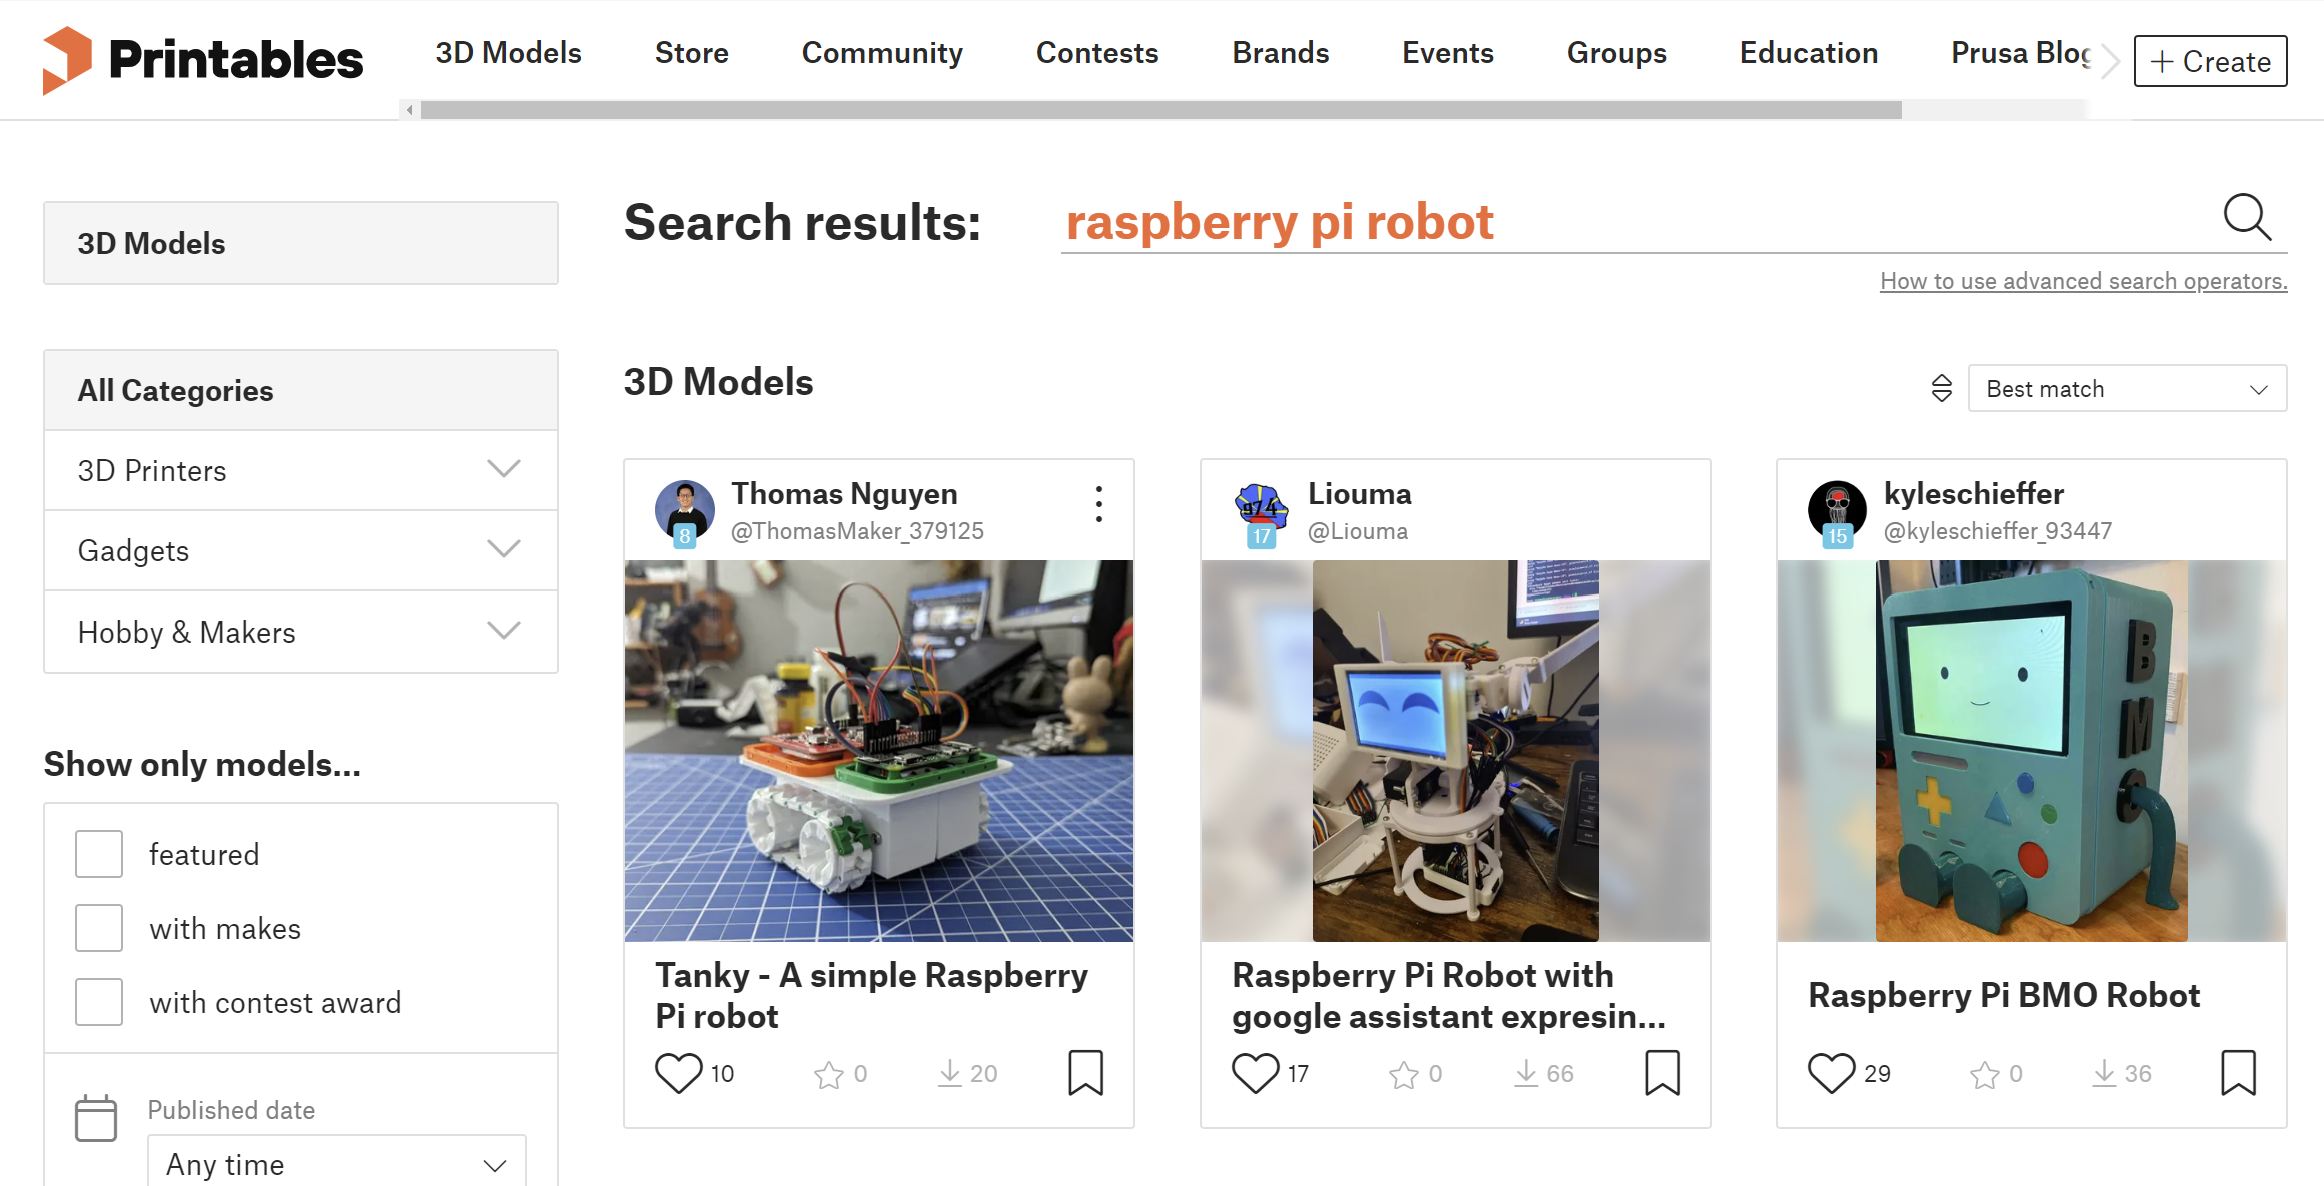 Printables
3D Models
Store
Community
Contests
Brands
Events
Groups
Education
Prusa Blog
+ Create
3D Models
All Categories
3D Printers
Gadgets
Hobby & Makers
Show only models...
featured
with makes
with contest award
Published date
Any time
Search results:
raspberry pi robot
How to use advanced search operators.
3D Models
Best match
8
Thomas Nguyen
@ThomasMaker_379125
Tanky - A simple Raspberry
Pi robot
10
0
20
974
17
Liouma
@Liouma
Raspberry Pi Robot with
google assistant expresin...
17
0
66
15
kyleschieffer
@kyleschieffer_93447
BMO
Raspberry Pi BMO Robot
29
0
36